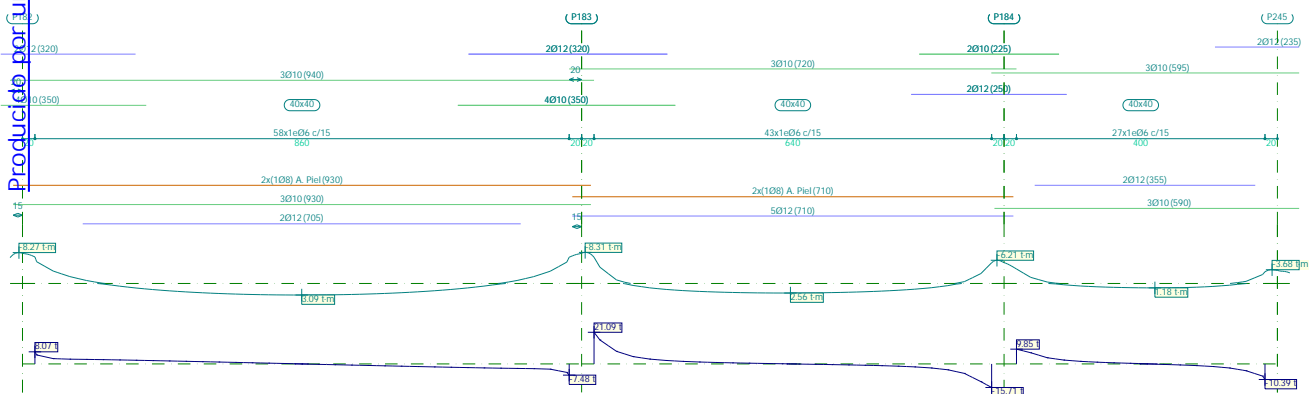 P182 P183 P184 P245
2Ø12 (320) 2Ø12 (320) 2Ø10 (225) 2Ø12 (235)
3Ø10 (940) 20 3Ø10 (720) 3Ø10 (595)
2Ø12 (250)
4Ø10 (350) 40x40 4Ø10 (350) 40x40 40x40
58x1eØ6 c/15 43x1eØ6 c/15 27x1eØ6 c/15
20 860 20 20 640 20 20 400 20
2x(1Ø8) A. Piel (930) 2x(1Ø8) A. Piel (710) 2Ø12 (355)
3Ø10 (930) 3Ø10 (590)
15 2Ø12 (705) 15 5Ø12 (710)
-8.27 t·m -8.31 t·m -6.21 t·m -3.68 t·m
3.09 t·m 2.56 t·m 1.18 t·m
8.07 t 21.09 t 9.85 t
-7.48 t -15.71 t -10.39 t
Producido por u